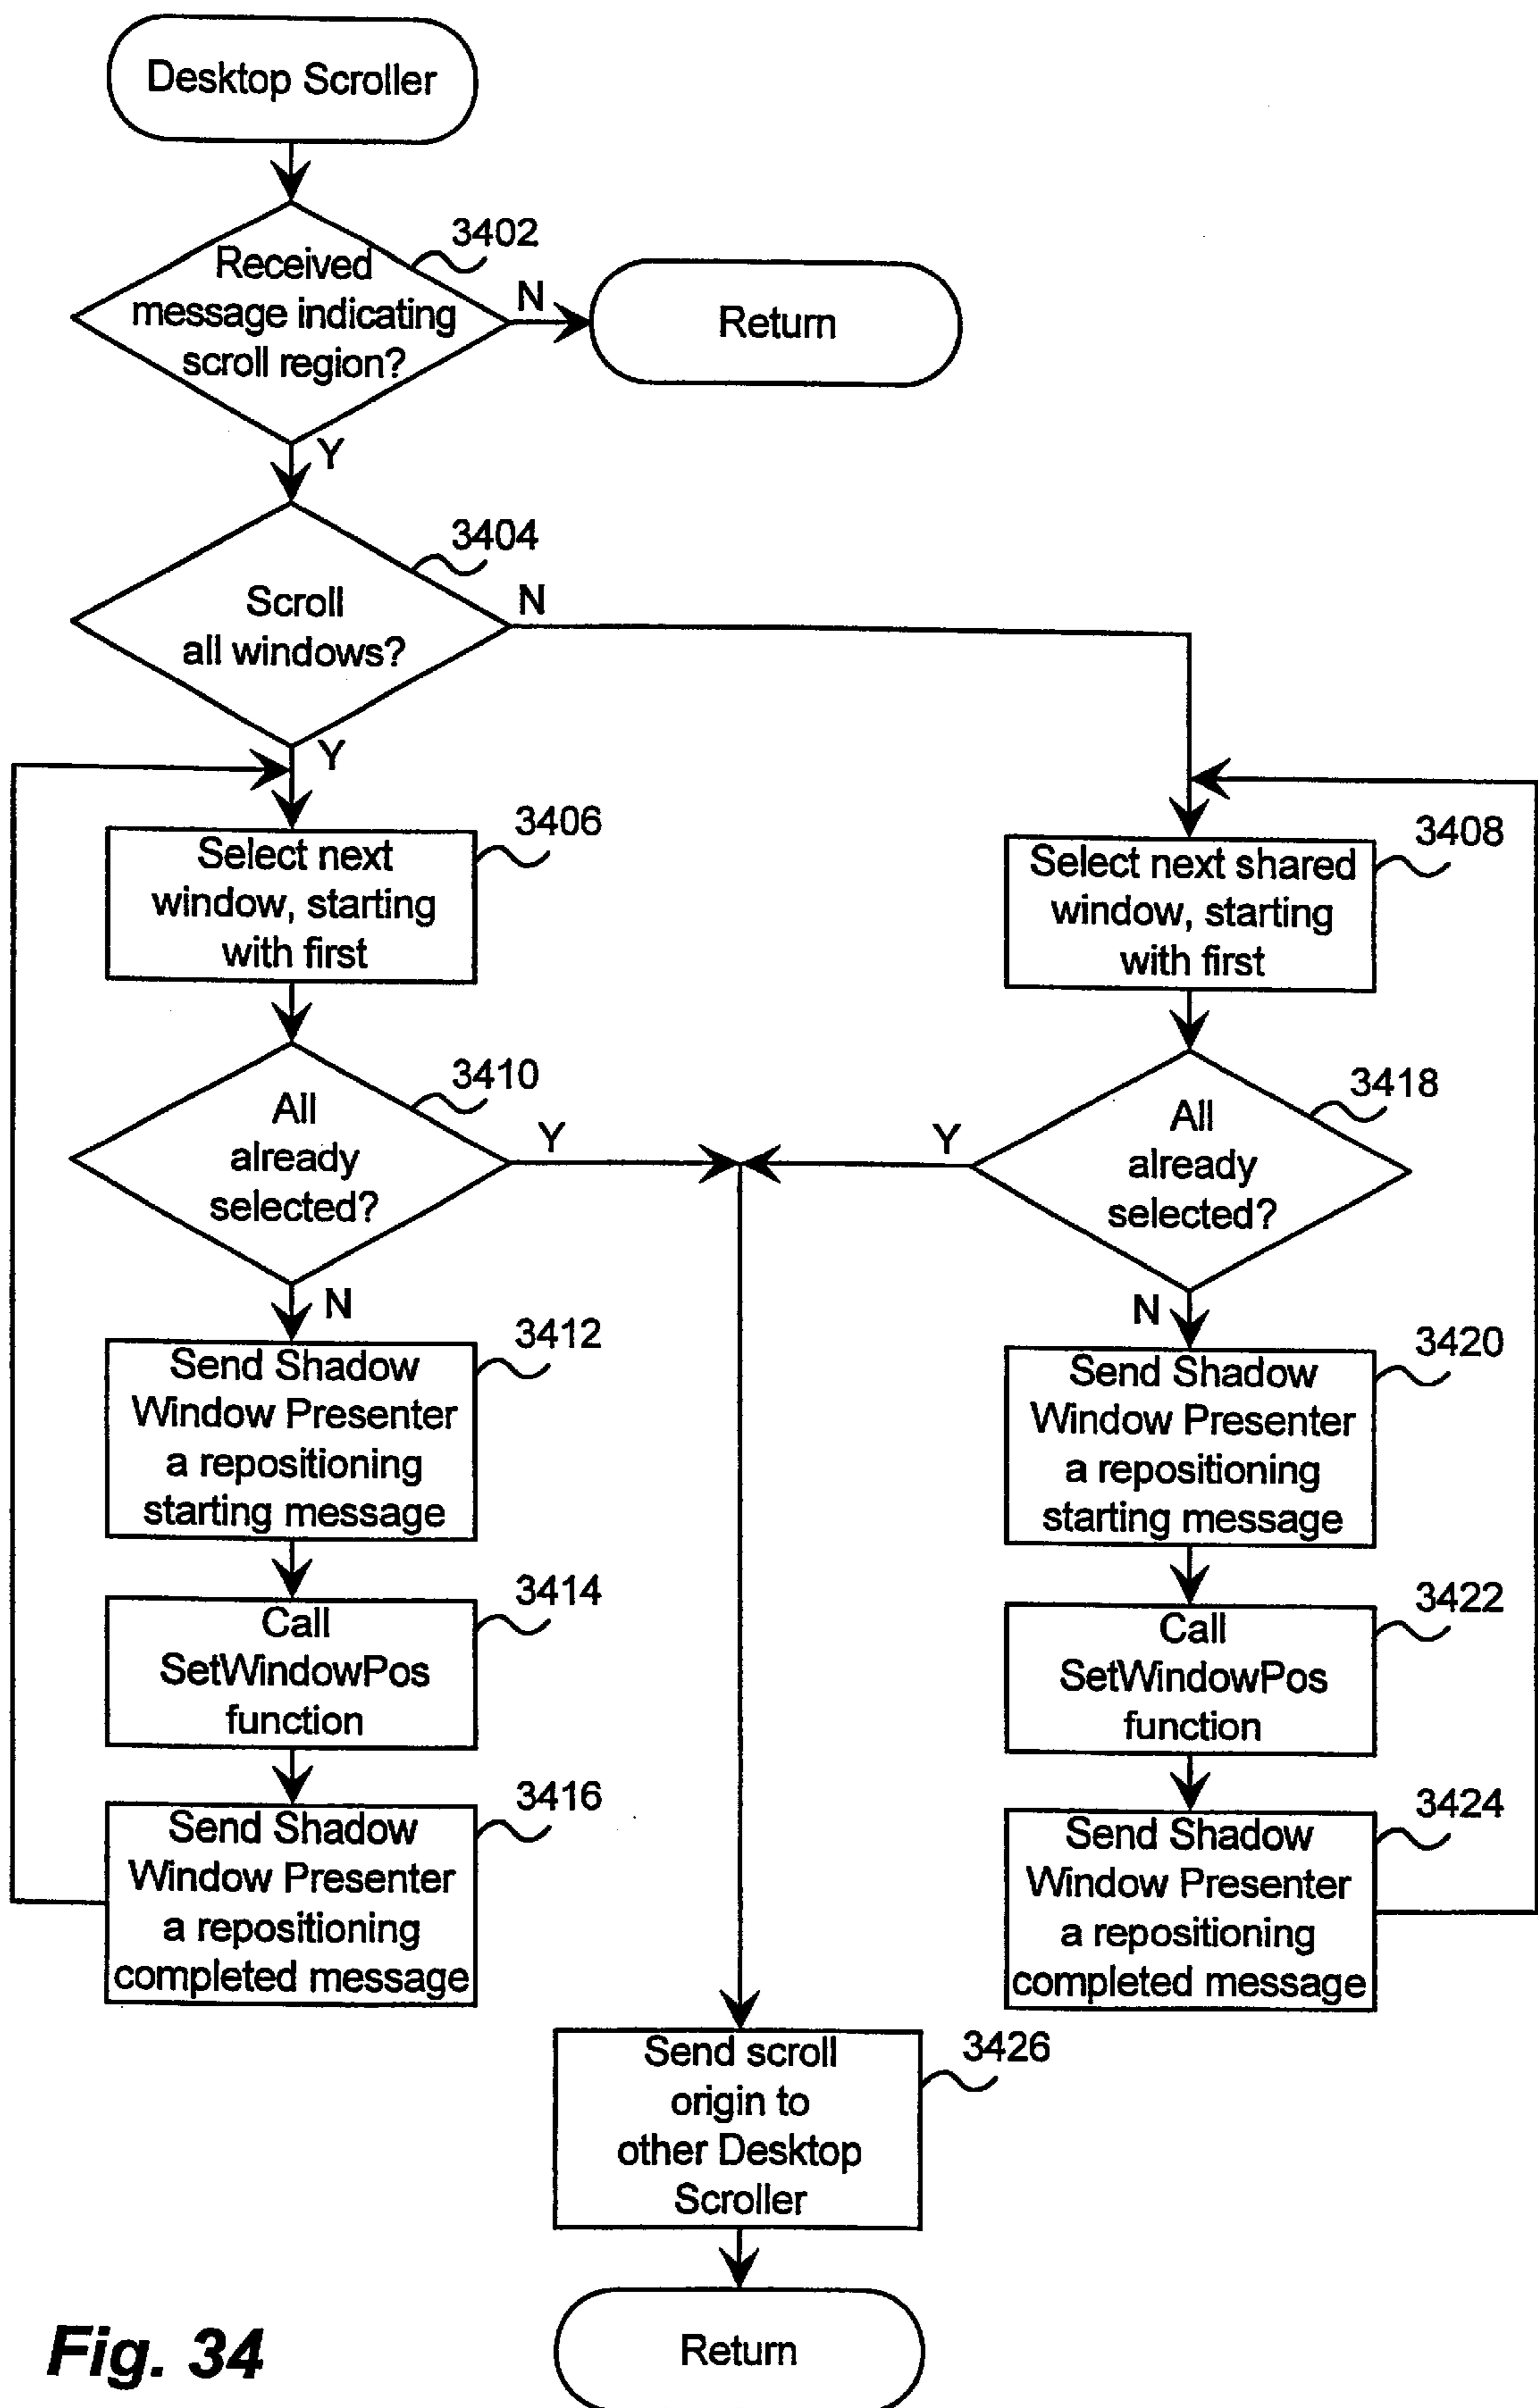 Desktop Scroller
3402
Received
message indicating
scroll region?
N
Return
Y
3404
Scroll
all windows?
N
Y
3406
Select next
window, starting
with first
3408
Select next shared
window, starting
with first
3410
All
already
selected?
Y
N
3418
All
already
selected?
Y
N
3412
Send Shadow
Window Presenter
a repositioning
starting message
3420
Send Shadow
Window Presenter
a repositioning
starting message
3414
Call
SetWindowPos
function
3422
Call
SetWindowPos
function
3416
Send Shadow
Window Presenter
a repositioning
completed message
3424
Send Shadow
Window Presenter
a repositioning
completed message
3426
Send scroll
origin to
other Desktop
Scroller
Return
Fig. 34